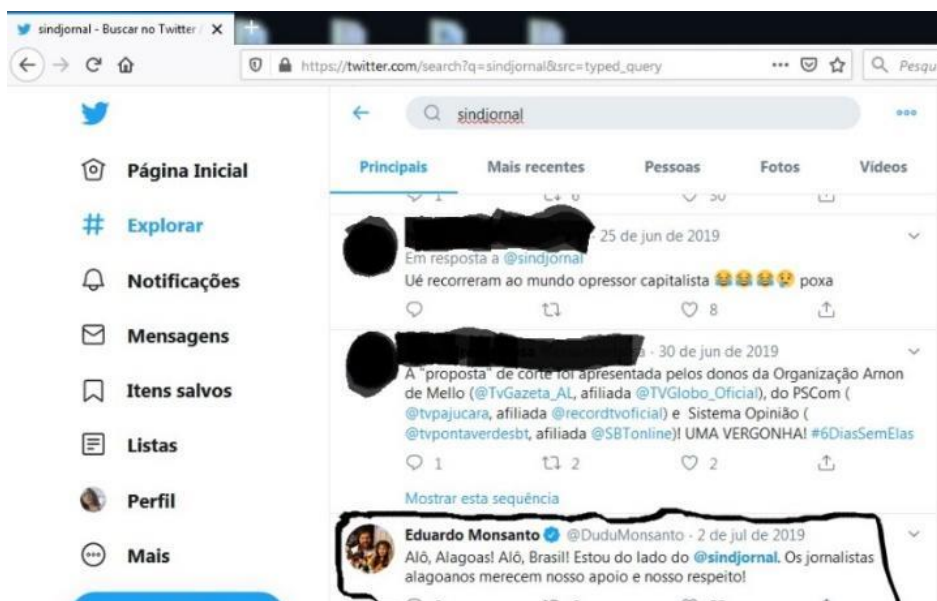 sindjornal - Buscar no Twitter /
https://twitter.com/search?q=sindjornal&src=typed_query
Pesqu
sindjornal
Página Inicial
Explorar
Notificações
Mensagens
Itens salvos
Listas
Perfil
Mais
Principais Mais recentes Pessoas Fotos Vídeos
1 6 30
· 25 de jun de 2019
Em resposta a @sindjornal
Ué recorreram ao mundo opressor capitalista 😂😂😂😢 poxa
8
· 30 de jun de 2019
A "proposta" de corte foi apresentada pelos donos da Organização Arnon
de Mello (@TvGazeta_AL, afiliada @TVGlobo_Oficial), do PSCom (
@tvpajucara, afiliada @recordtvoficial) e Sistema Opinião (
@tvpontaverdesbt, afiliada @SBTonline)! UMA VERGONHA! #6DiasSemElas
1 2 2
Mostrar esta sequência
Eduardo Monsanto @DuduMonsanto · 2 de jul de 2019
Alô, Alagoas! Alô, Brasil! Estou do lado do @sindjornal. Os jornalistas
alagoanos merecem nosso apoio e nosso respeito!